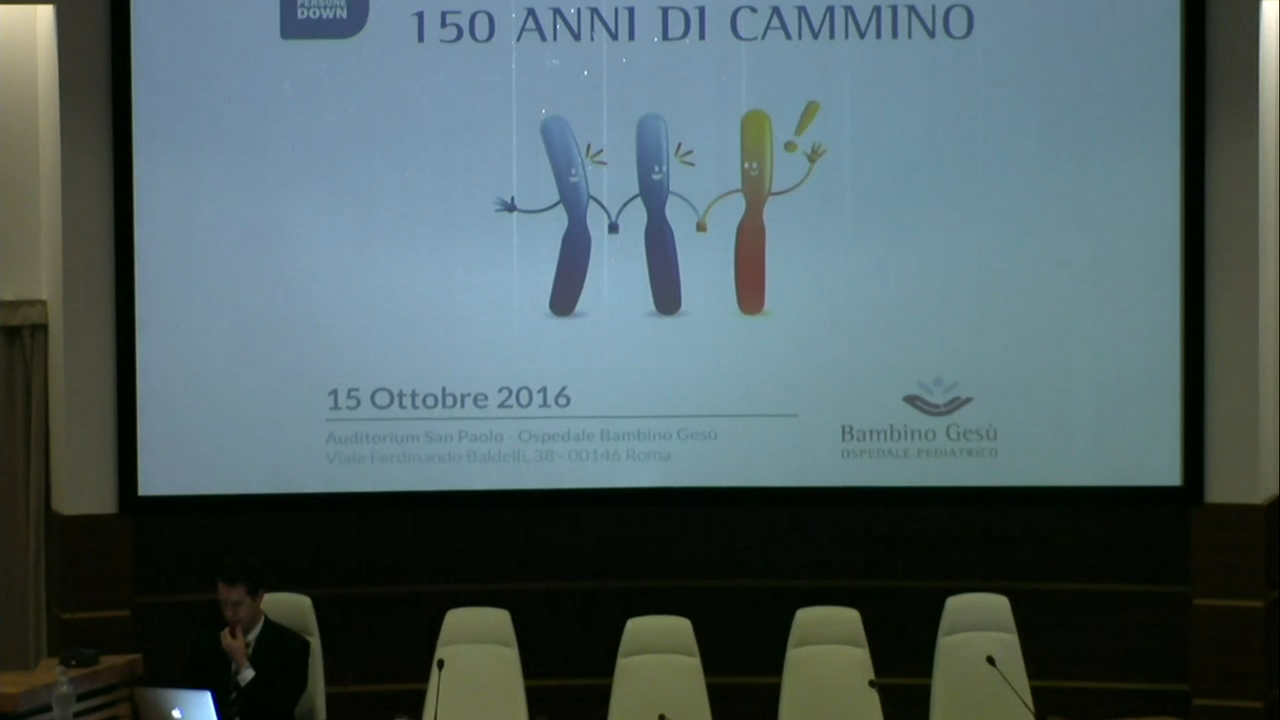 PERSONE
DOWN
150 ANNI DI CAMMINO
15 Ottobre 2016
Auditorium San Paolo - Ospedale Bambino Gesù
Viale Ferdinando Baldelli, 38 - 00146 Roma
Bambino Gesù
OSPEDALE PEDIATRICO